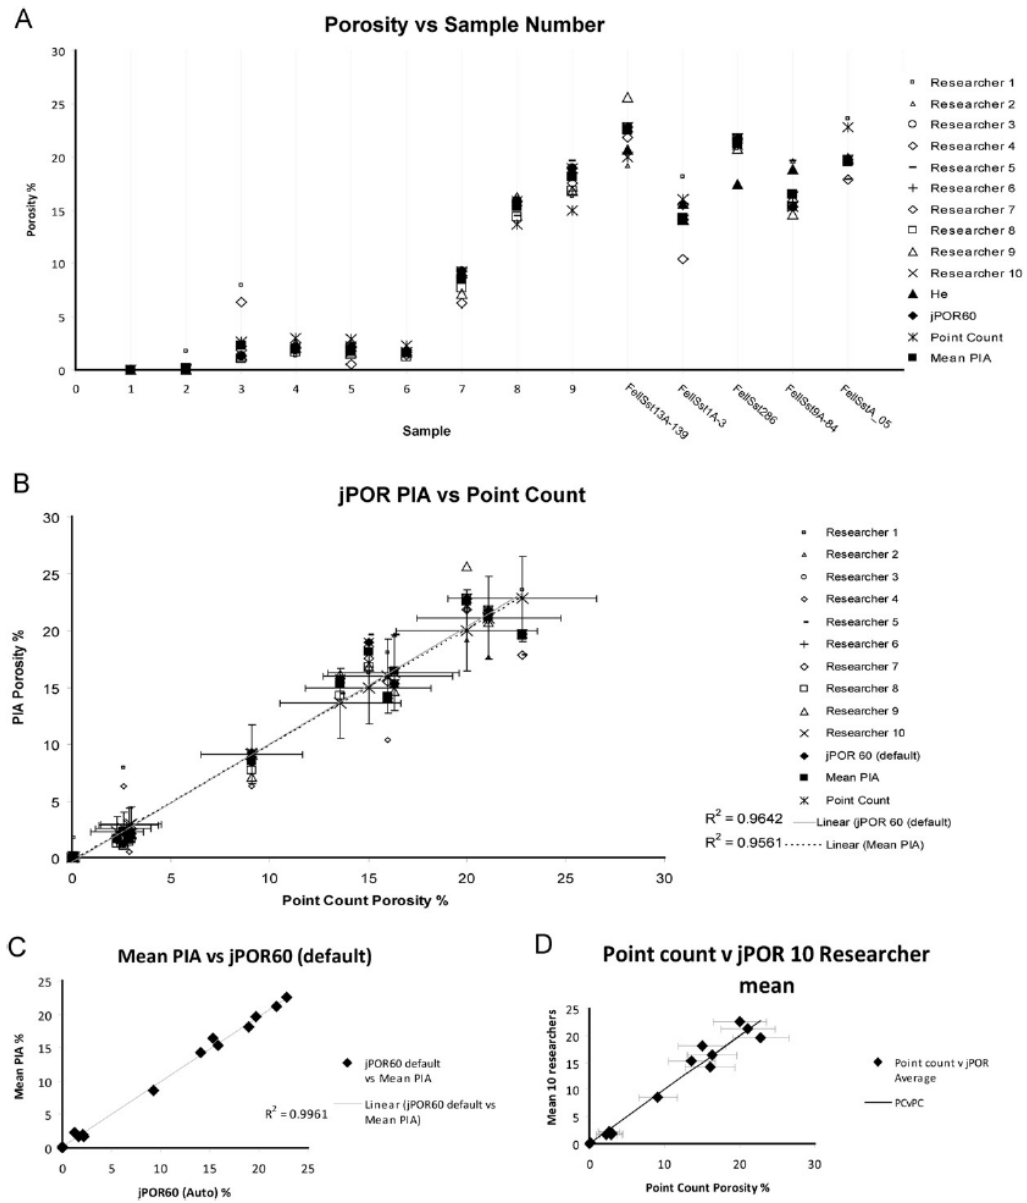 A
Porosity vs Sample Number
30
25
20
15
10
5
0
Porosity %
0 1 2 3 4 5 6 7 8 9 FellSst13A-139 FellSst1A-3 FellSst286 FellSst9A-84 FellSstA_05
Sample
Researcher 1
Researcher 2
Researcher 3
Researcher 4
Researcher 5
Researcher 6
Researcher 7
Researcher 8
Researcher 9
Researcher 10
He
jPOR60
Point Count
Mean PIA
B
jPOR PIA vs Point Count
30
25
20
15
10
5
0
PIA Porosity %
0 5 10 15 20 25 30
Point Count Porosity %
Researcher 1
Researcher 2
Researcher 3
Researcher 4
Researcher 5
Researcher 6
Researcher 7
Researcher 8
Researcher 9
Researcher 10
jPOR 60 (default)
Mean PIA
Point Count
R² = 0.9642 Linear (jPOR 60 (default)
R² = 0.9561 Linear (Mean PIA)
C
Mean PIA vs jPOR60 (default)
25
20
15
10
5
0
Mean PIA %
0 5 10 15 20 25
jPOR60 (Auto) %
jPOR60 default
vs Mean PIA
R² = 0.9961
Linear (jPOR60 default vs
Mean PIA)
D
Point count v jPOR 10 Researcher
mean
25
20
15
10
5
0
Mean 10 researchers
0 10 20 30
Point Count Porosity %
Point count v jPOR
Average
PCvPC